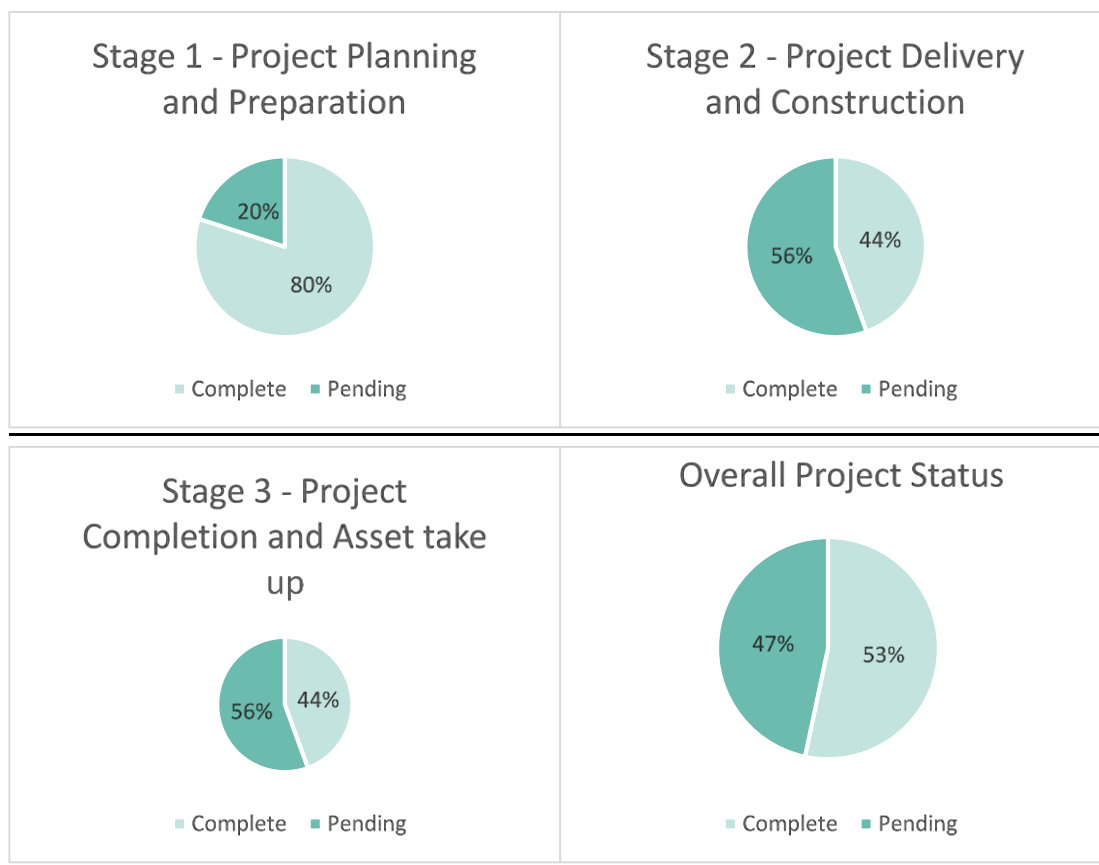 Stage 1 - Project Planning
and Preparation
20%
80%
Complete Pending
Stage 2 - Project Delivery
and Construction
44%
56%
Complete Pending
Stage 3 - Project
Completion and Asset take
up
44%
56%
Complete Pending
Overall Project Status
47%
53%
Complete Pending